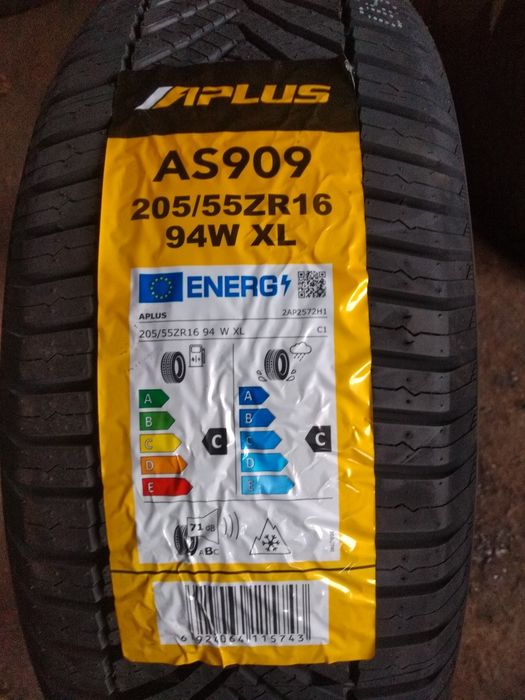 APLUS
AS909
205/55ZR16
94W XL
ENERG
APLUS 2AP2572H1
205/55ZR16 94 W XL C1
A A
B B
C C C C
D D
E E
71 dB
ABC
6 924064 115743